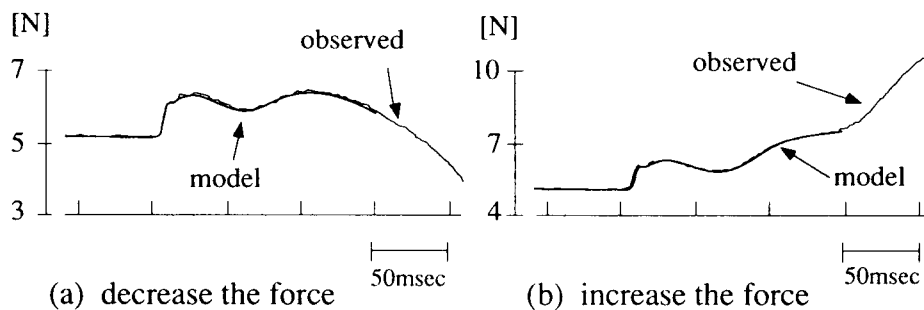 [N]
observed
7
5
3
model
50msec
(a) decrease the force
[N]
observed
10
7
4
model
50msec
(b) increase the force